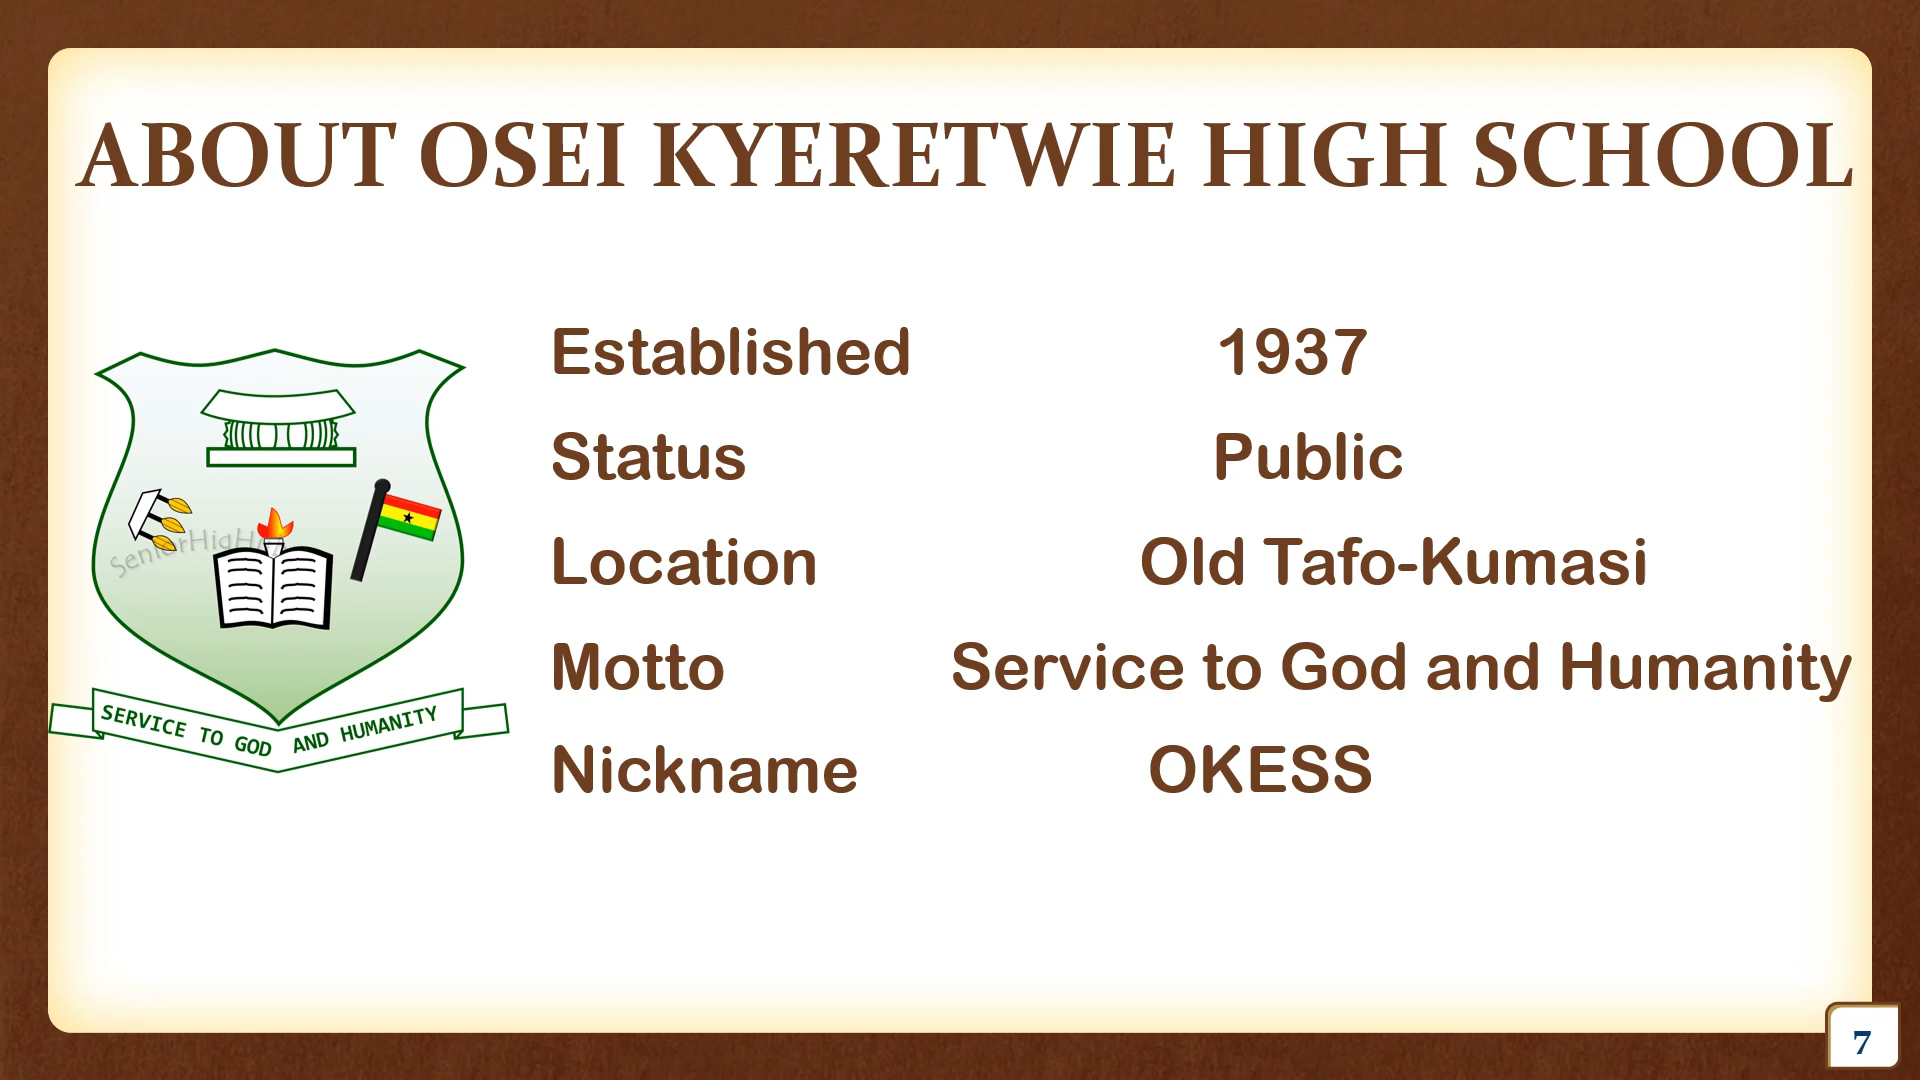 ABOUT OSEI KYERETWIE HIGH SCHOOL
Established 1937
Status Public
Location Old Tafo-Kumasi
Motto Service to God and Humanity
Nickname OKESS
SERVICE TO GOD AND HUMANITY
7